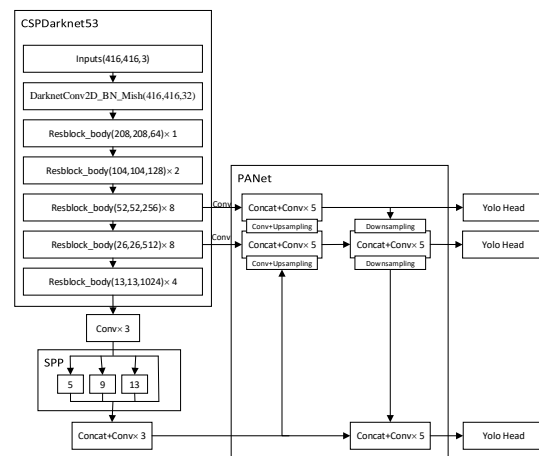 CSPDarknet53
Inputs(416,416,3)
DarknetConv2D_BN_Mish(416,416,32)
Resblock_body(208,208,64)× 1
Resblock_body(104,104,128)× 2
Resblock_body(52,52,256)× 8
Resblock_body(26,26,512)× 8
Resblock_body(13,13,1024)× 4
Conv× 3
SPP
5 9 13
Concat+Conv× 3
Conv
Conv
PANet
Concat+Conv× 5
Conv+Upsampling
Concat+Conv× 5
Conv+Upsampling
Downsampling
Concat+Conv× 5
Downsampling
Concat+Conv× 5
Yolo Head
Yolo Head
Yolo Head